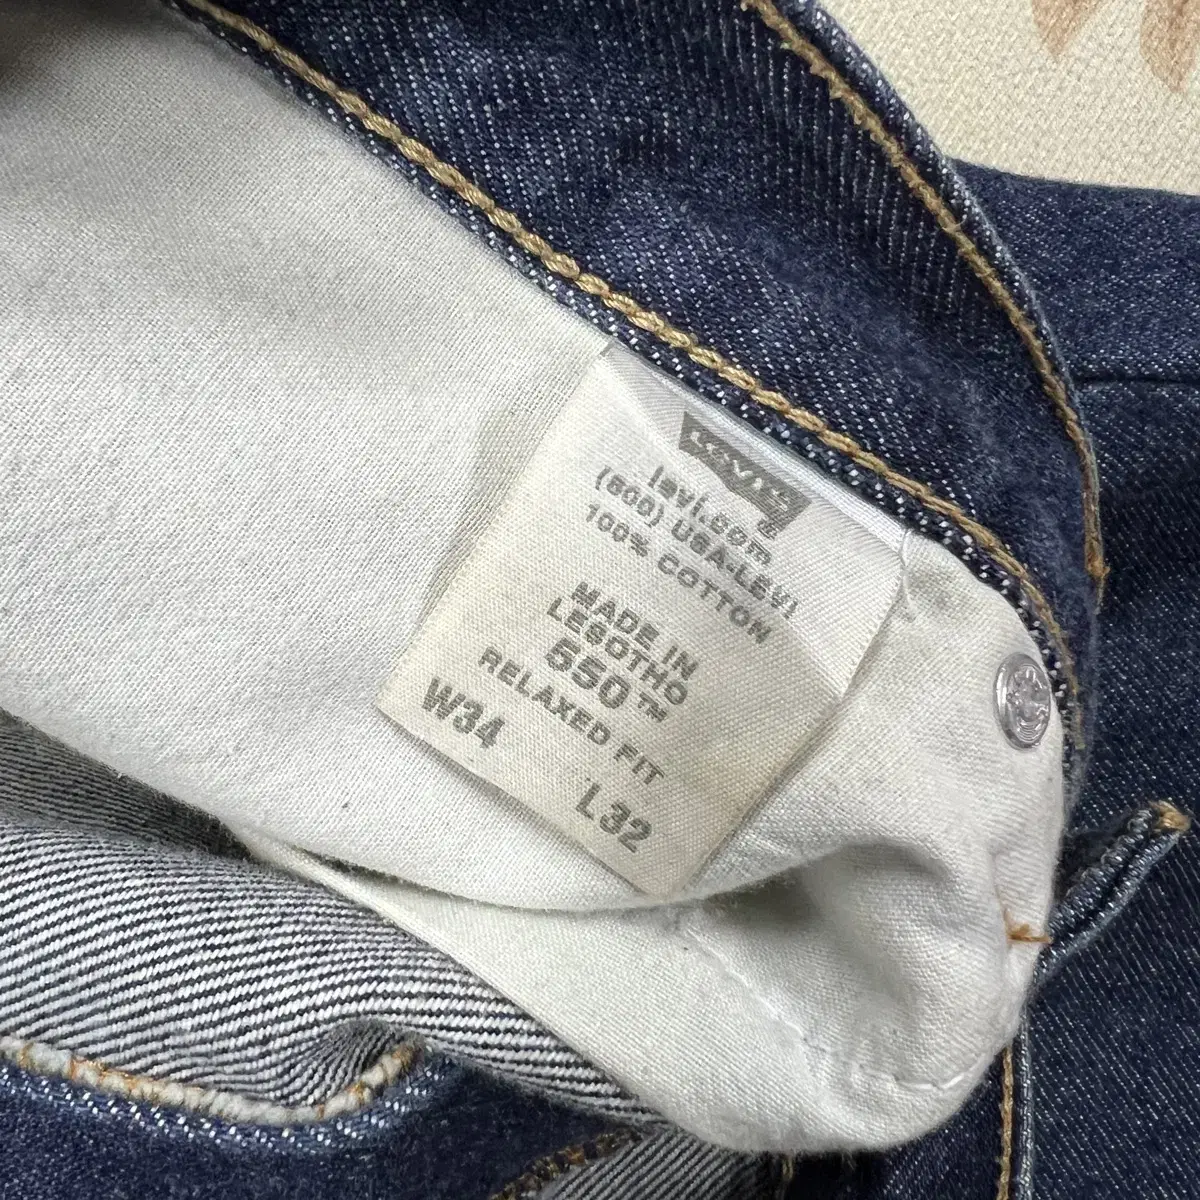 Levi's
levi.com
(800) USA-LEVI
100% COTTON
MADE IN
LESOTHO
550™
RELAXED FIT
W34 L32